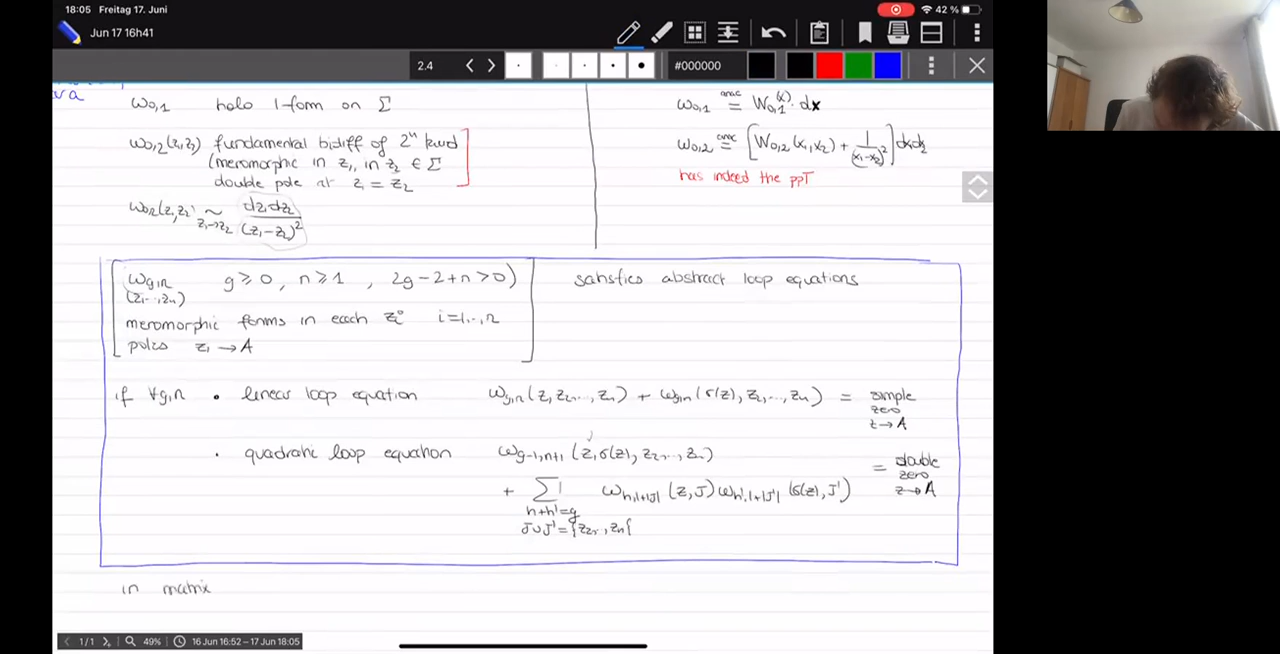 18:05 Freitag 17. Juni
42 %
Jun 17 16h41
2.4
#000000
ω0,1 holo 1-form on Σ
ω0,2(z1,z2) fundamental bidiff of 2nd kind
(meromorphic in z1, in z2 ∈ Σ
double pole at z1 = z2
ω0,2(z1,z2) ~ z1→z2 dz1dz2 / (z1-z2)²
ω0,1 = W0,1(x) · dx
ω0,2 = [W0,2(x1,x2) + 1/(x1-x2)²] dx1dx2
has indeed the ppT
ωg,n g ≥ 0, n ≥ 1, 2g-2+n > 0) satisfies abstract loop equations
(z1,..,zn)
meromorphic forms in each zi i=1,..,n
poles z1 → A
if ∀g,n • linear loop equation ωg,n(z,z2,...,zn) + ωg,n(σ(z),z2,...,zn) = simple zero z→A
• quadratic loop equation ωg-1,n+1(z,σ(z),z2,...,zn)
+ Σ ωh,1+|J|(z,J) ωh',1+|J'|(σ(z),J') = double zero z→A
h+h'=g
J∪J'={z2,..,zn}
in matrix
1/1
49%
16 Jun 16:52 – 17 Jun 18:05